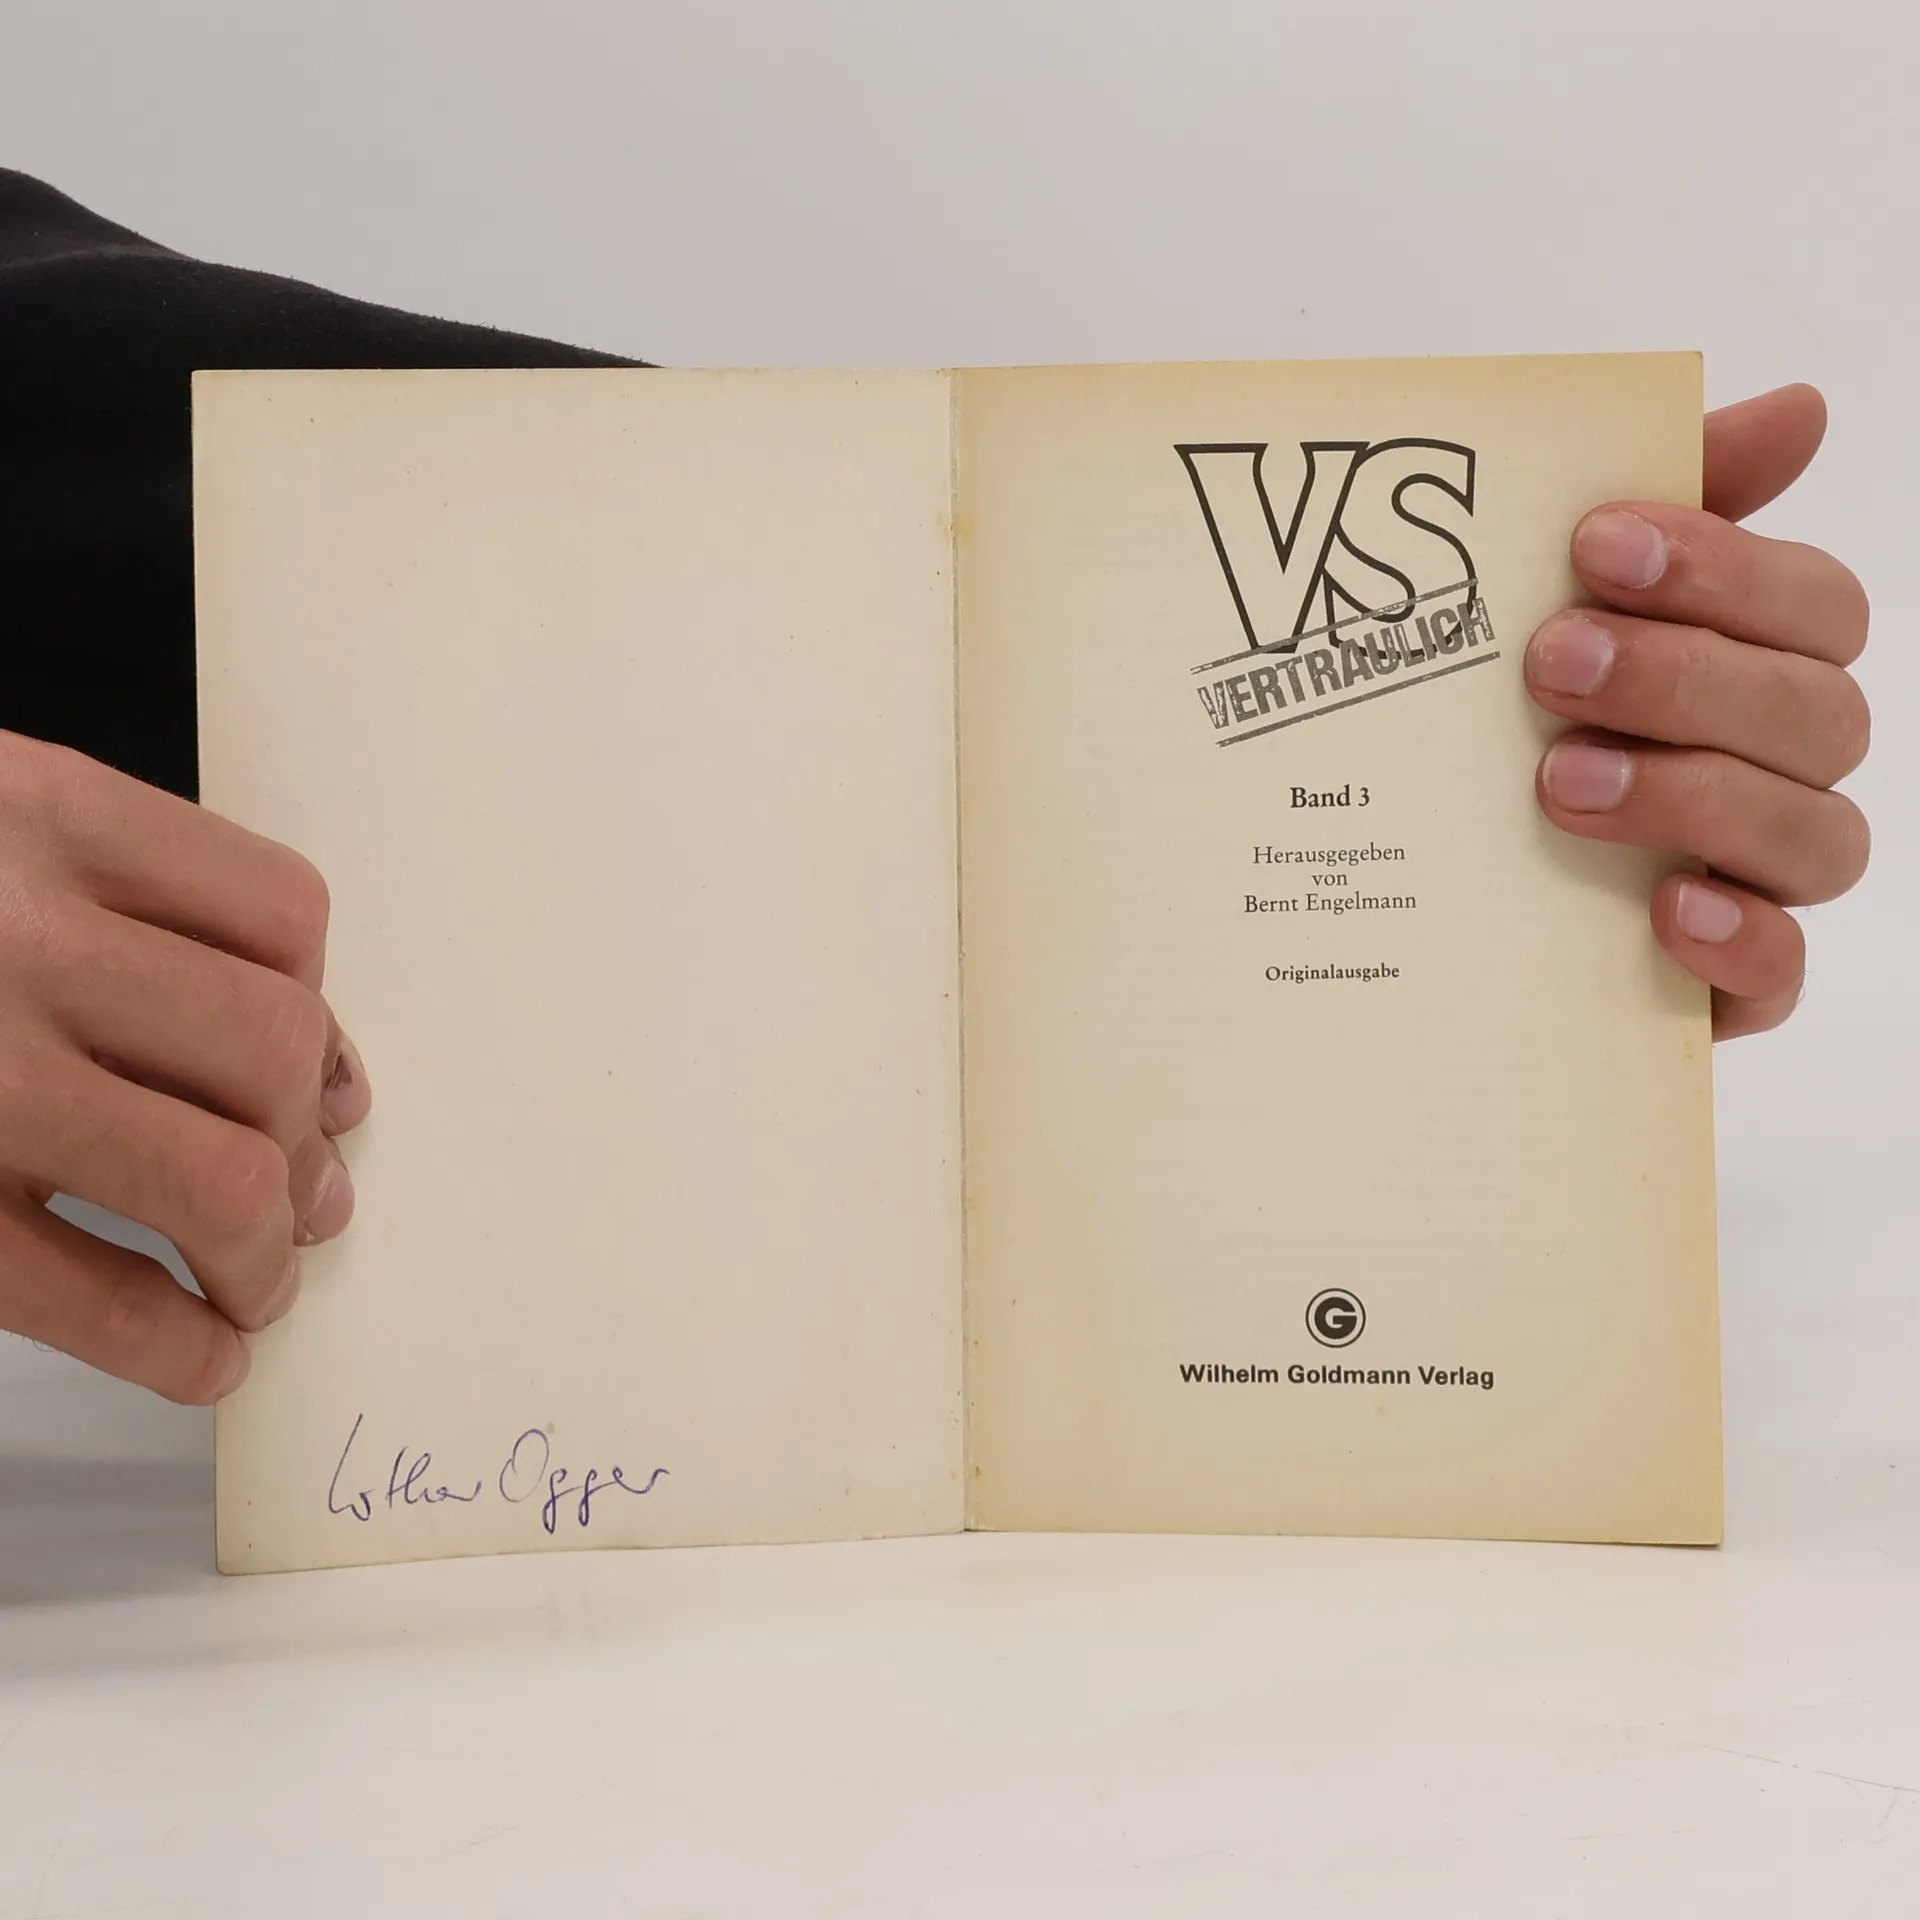 Lothar Ogger
VS
VERTRAULICH
Band 3
Herausgegeben
von
Bernt Engelmann
Originalausgabe
G
Wilhelm Goldmann Verlag